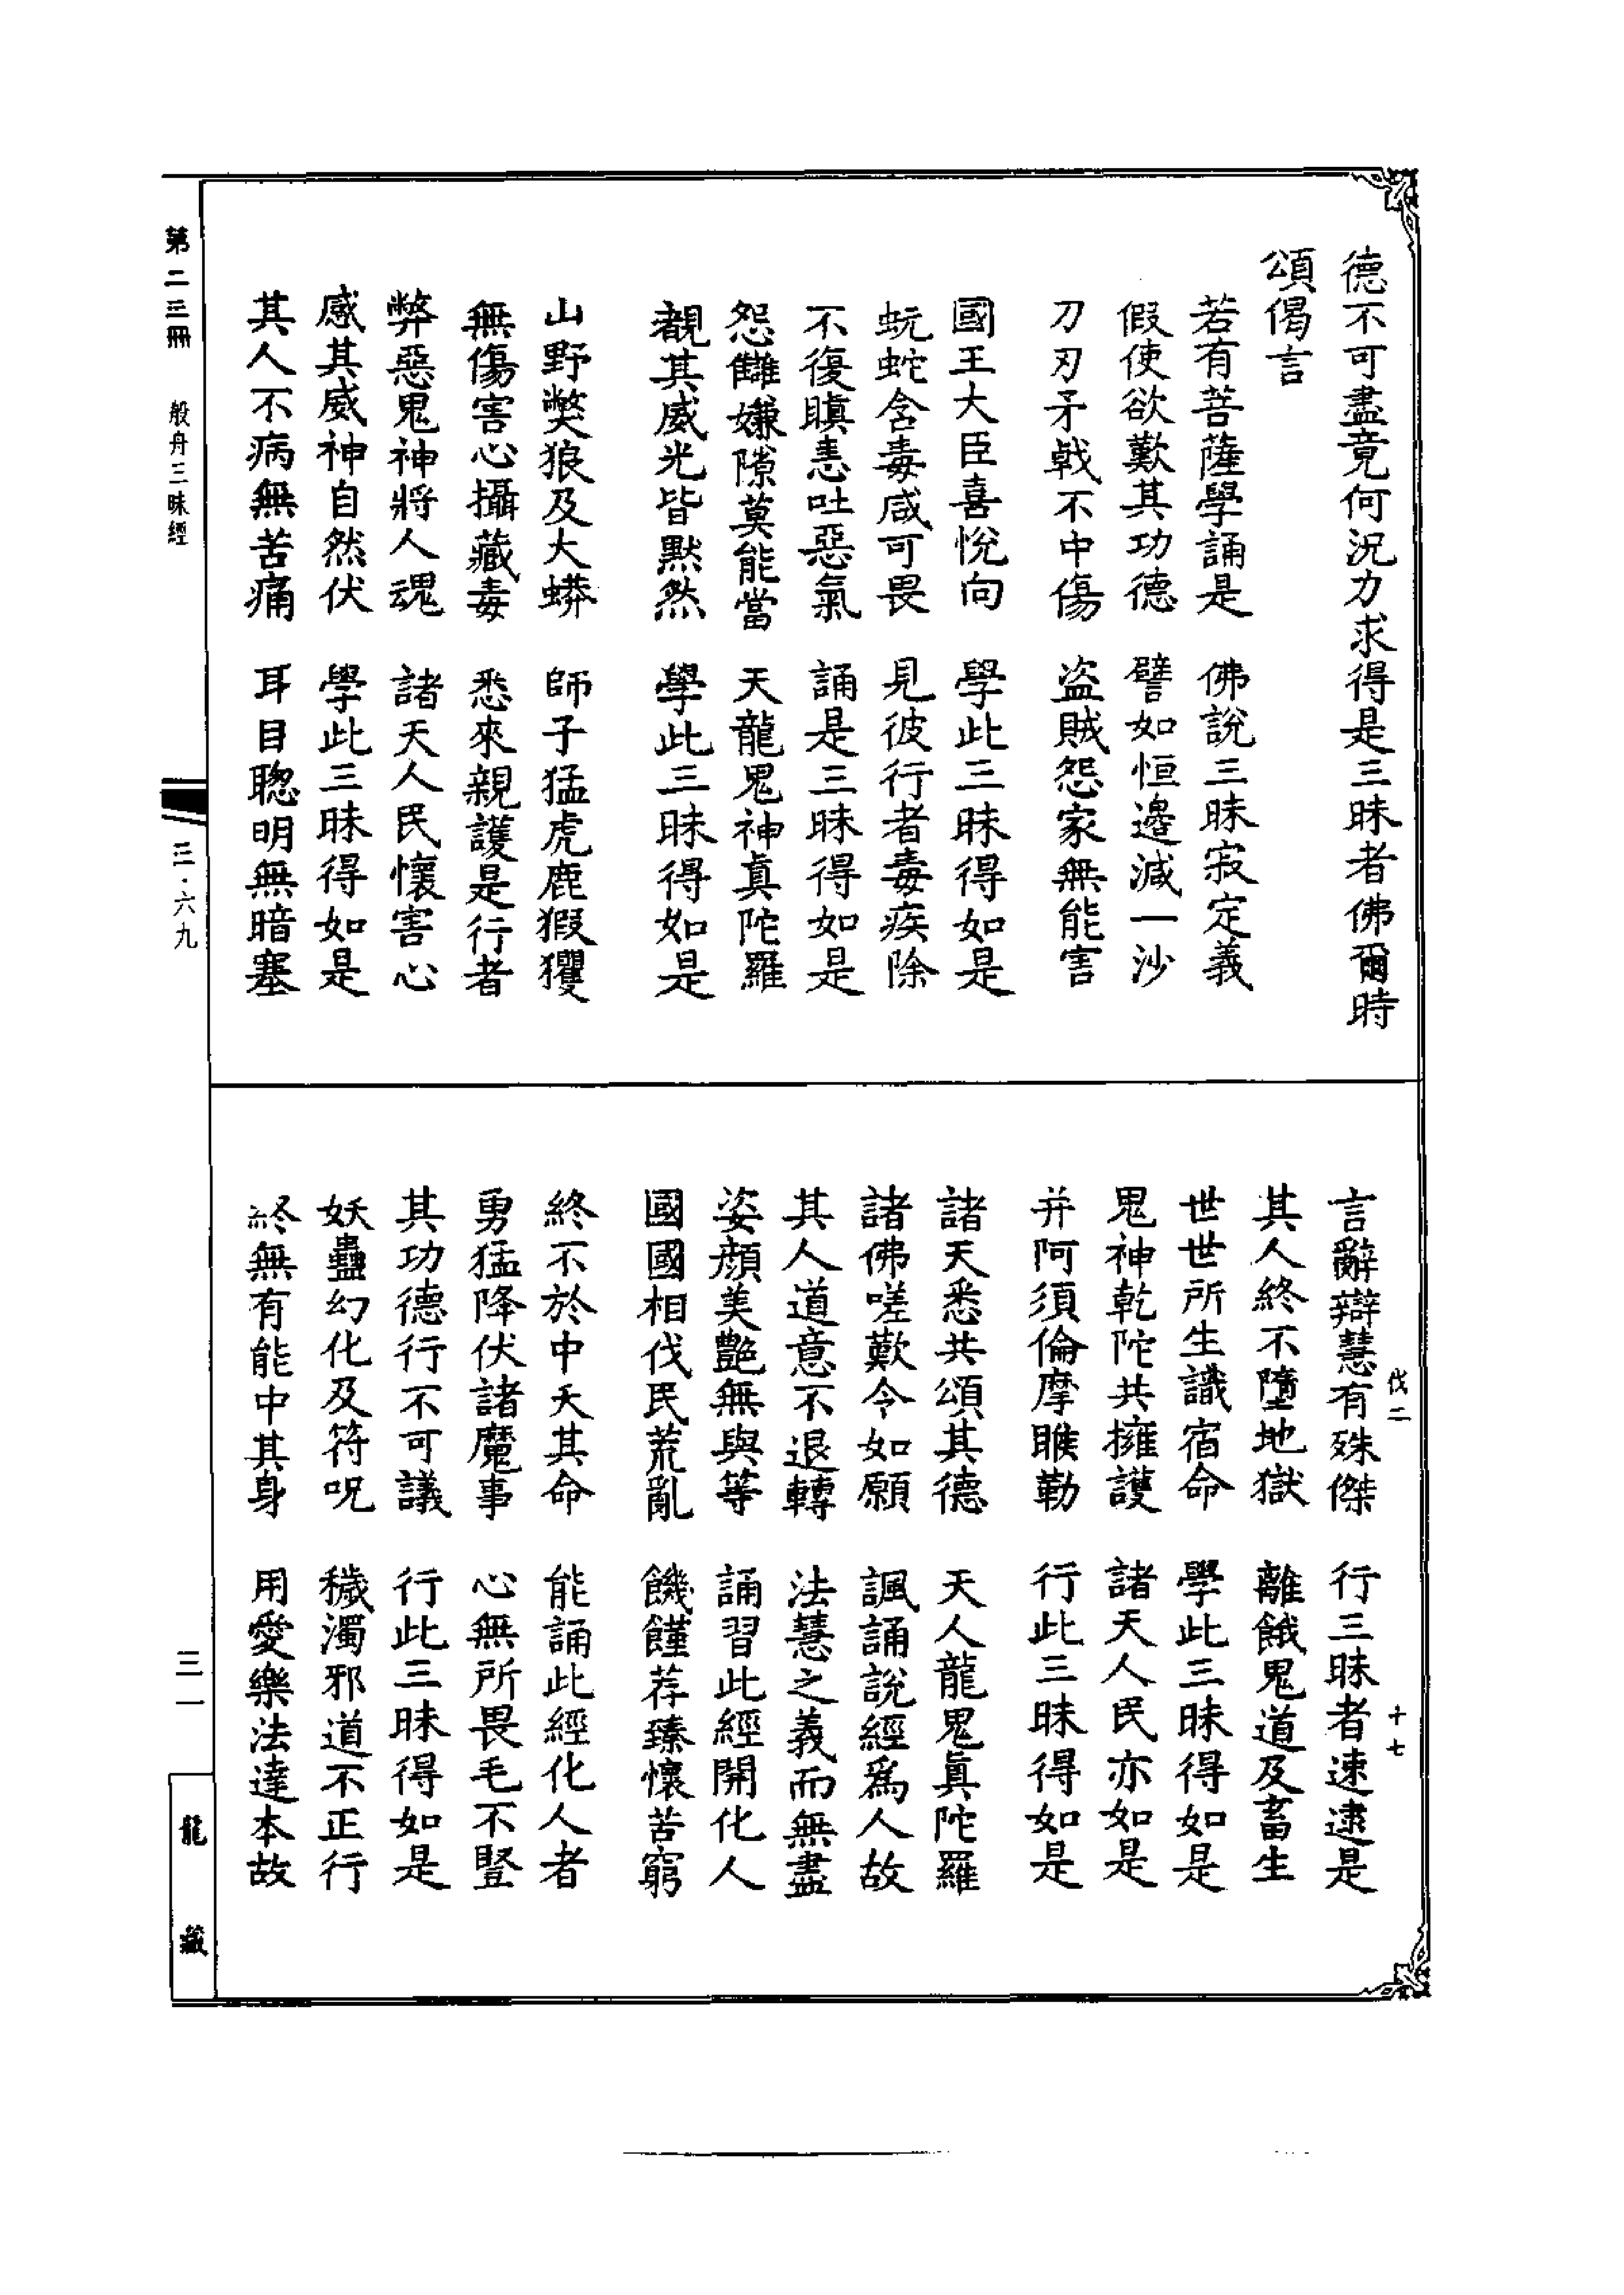 德不可盡竟何況力求得是三昧者佛爾時
頌偈言
若有菩薩學誦是　佛說三昧寂定義
假使欲歎其功德　譬如恒邊減一沙
刀刃矛戟不中傷　盜賊怨家無能害
國王大臣喜悅向　學此三昧得如是
蚖蛇含毒咸可畏　見彼行者毒疾除
不復瞋恚吐惡氣　誦是三昧得如是
怨讎嫌隙莫能當　天龍鬼神真陀羅
覩其威光皆默然　學此三昧得如是
山野獘狼及大蟒　師子猛虎鹿猳玃
無傷害心攝藏毒　悉來親護是行者
弊惡鬼神將人魂　諸天人民懷害心
感其威神自然伏　學此三昧得如是
其人不病無苦痛　耳目聦明無暗塞
言辭辯慧有殊傑　行三昧者速逮是
其人終不墮地獄　離餓鬼道及畜生
世世所生識宿命　學此三昧得如是
鬼神乾陀共擁護　諸天人民亦如是
并阿須倫摩睺勒　行此三昧得如是
諸天悉共頌其德　天人龍鬼真陀羅
諸佛嗟歎令如願　諷誦說經爲人故
其人道意不退轉　法慧之義而無盡
姿顏美艷無與等　誦習此經開化人
國國相伐民荒亂　饑饉荐臻懷苦窮
終不於中夭其命　能誦此經化人者
勇猛降伏諸魔事　心無所畏毛不豎
其功德行不可議　行此三昧得如是
妖蠱幻化及符呪　穢濁邪道不正行
終無有能中其身　用愛樂法達本故
伐二　十七
第二三冊　般舟三昧經　三·六九　三一　龍藏